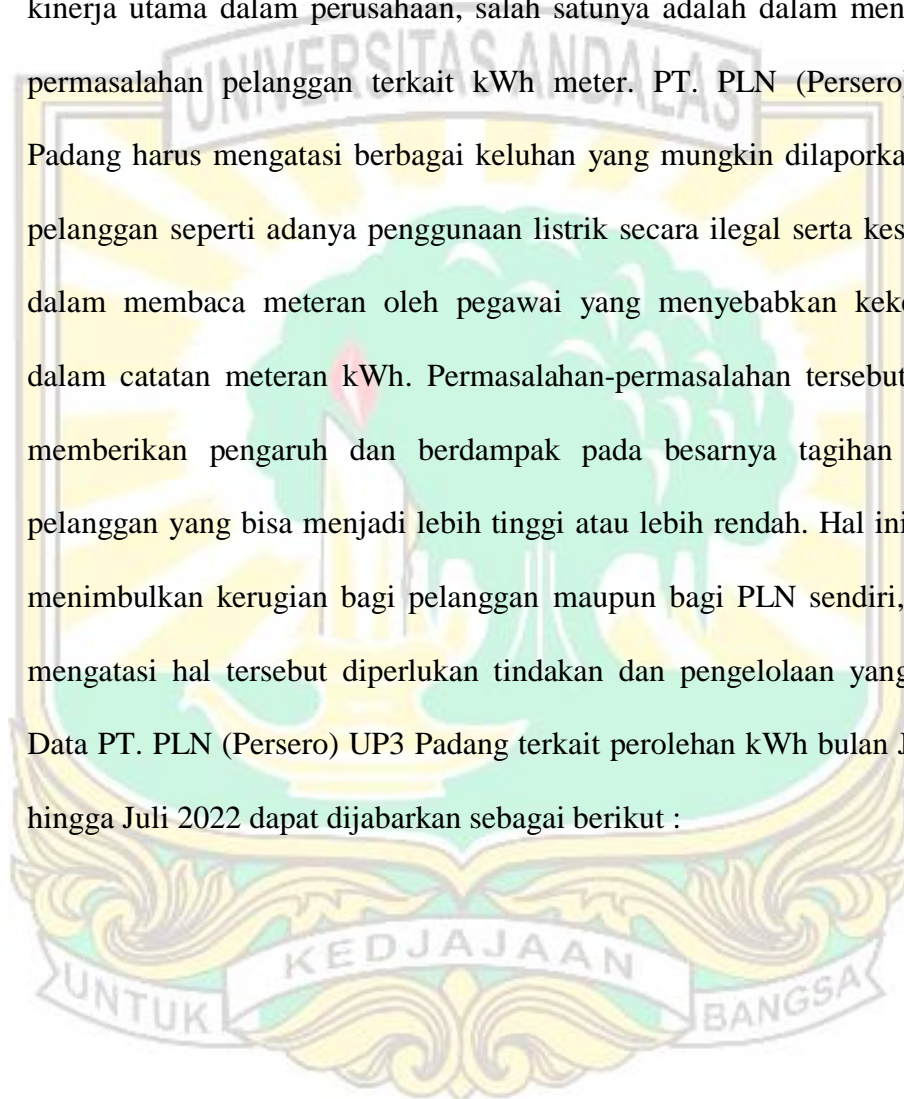 kinerja utama dalam perusahaan, salah satunya adalah dalam men
permasalahan pelanggan terkait kWh meter. PT. PLN (Persero)
Padang harus mengatasi berbagai keluhan yang mungkin dilaporka
pelanggan seperti adanya penggunaan listrik secara ilegal serta kes
dalam membaca meteran oleh pegawai yang menyebabkan keke
dalam catatan meteran kWh. Permasalahan-permasalahan tersebut
memberikan pengaruh dan berdampak pada besarnya tagihan
pelanggan yang bisa menjadi lebih tinggi atau lebih rendah. Hal ini
menimbulkan kerugian bagi pelanggan maupun bagi PLN sendiri,
mengatasi hal tersebut diperlukan tindakan dan pengelolaan yang
Data PT. PLN (Persero) UP3 Padang terkait perolehan kWh bulan J
hingga Juli 2022 dapat dijabarkan sebagai berikut :
UNIVERSITAS ANDALAS
UNTUK KEDJAJAAN BANGSA